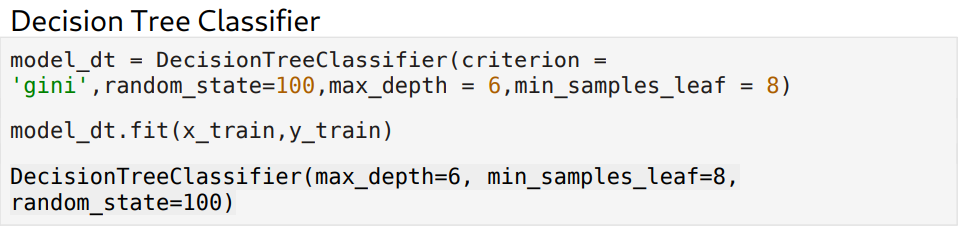 Decision Tree Classifier
model_dt = DecisionTreeClassifier(criterion =
'gini',random_state=100,max_depth = 6,min_samples_leaf = 8)
model_dt.fit(x_train,y_train)
DecisionTreeClassifier(max_depth=6, min_samples_leaf=8,
random_state=100)